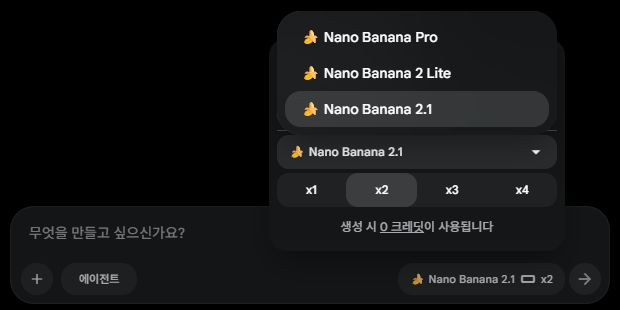 Nano Banana Pro
Nano Banana 2 Lite
Nano Banana 2.1
Nano Banana 2.1
x1 x2 x3 x4
생성 시 0 크레딧이 사용됩니다
무엇을 만들고 싶으신가요?
에이전트 Nano Banana 2.1 x2